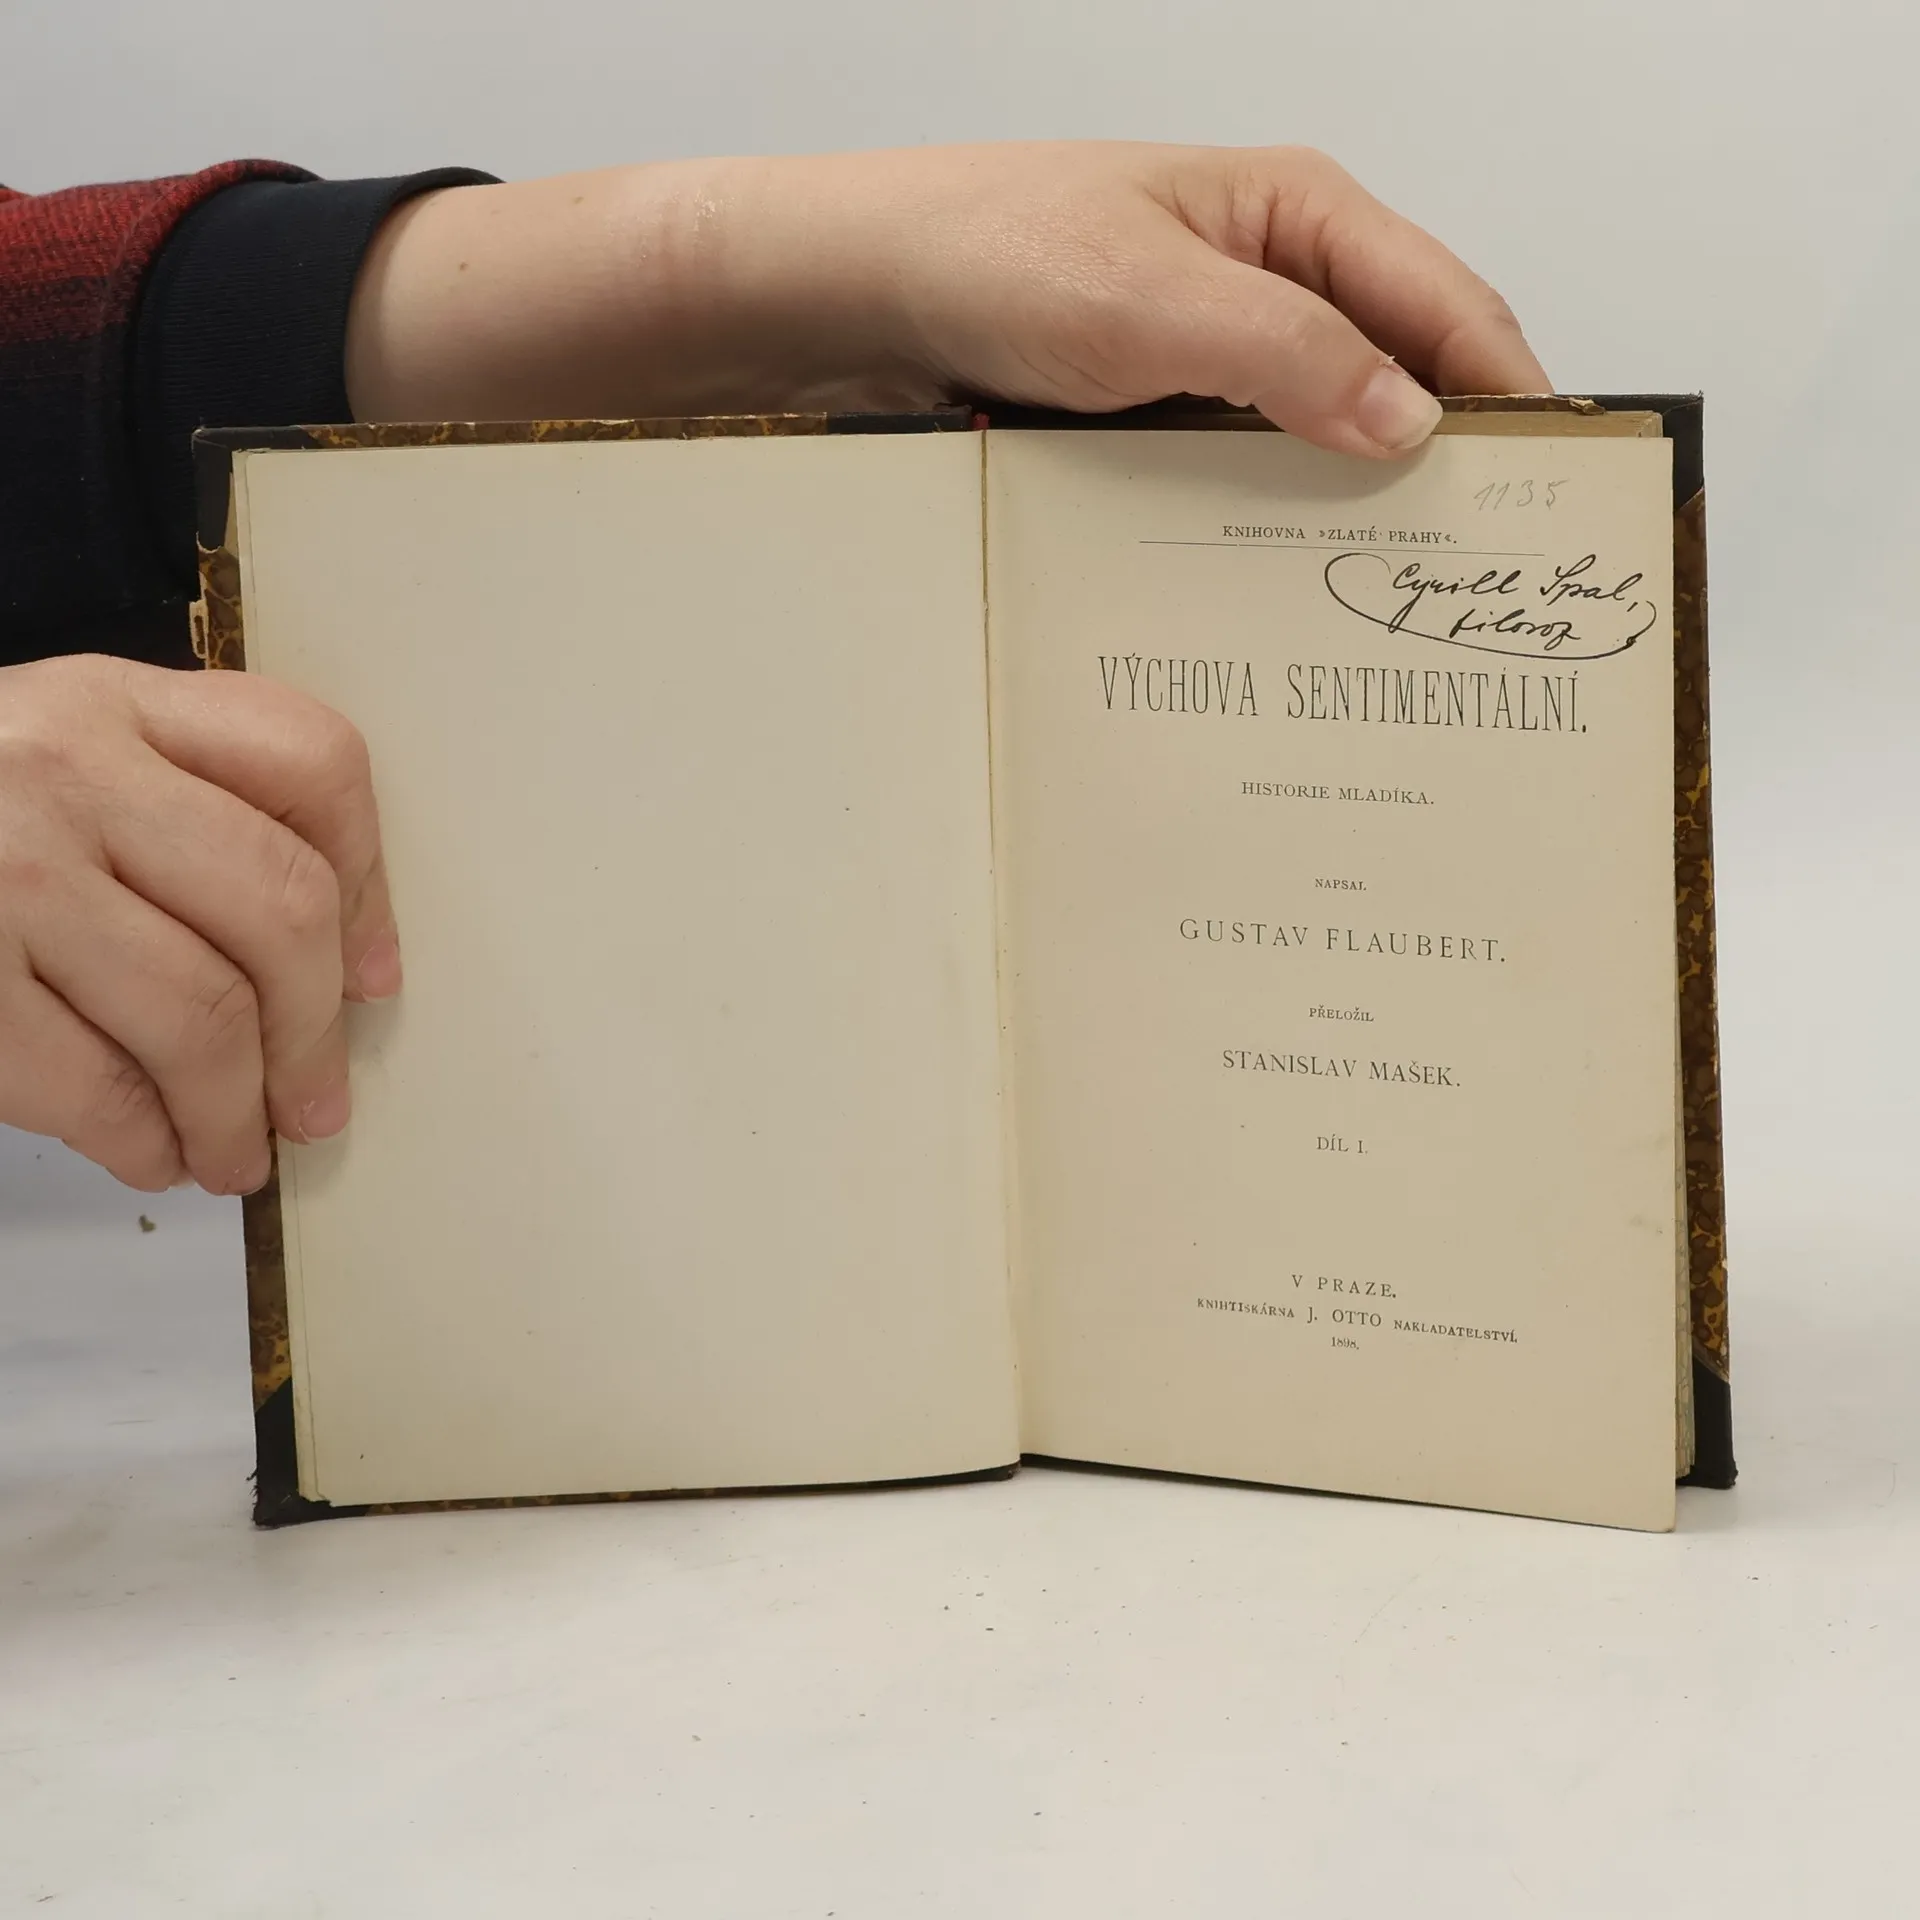 1135
KNIHOVNA »ZLATÉ PRAHY«.
Cyrill Spal,
filosof
VÝCHOVA SENTIMENTÁLNÍ.
HISTORIE MLADÍKA.
NAPSAL
GUSTAV FLAUBERT.
PŘELOŽIL
STANISLAV MAŠEK.
DÍL I.
V PRAZE.
KNIHTISKÁRNA J. OTTO NAKLADATELSTVÍ.
1898.